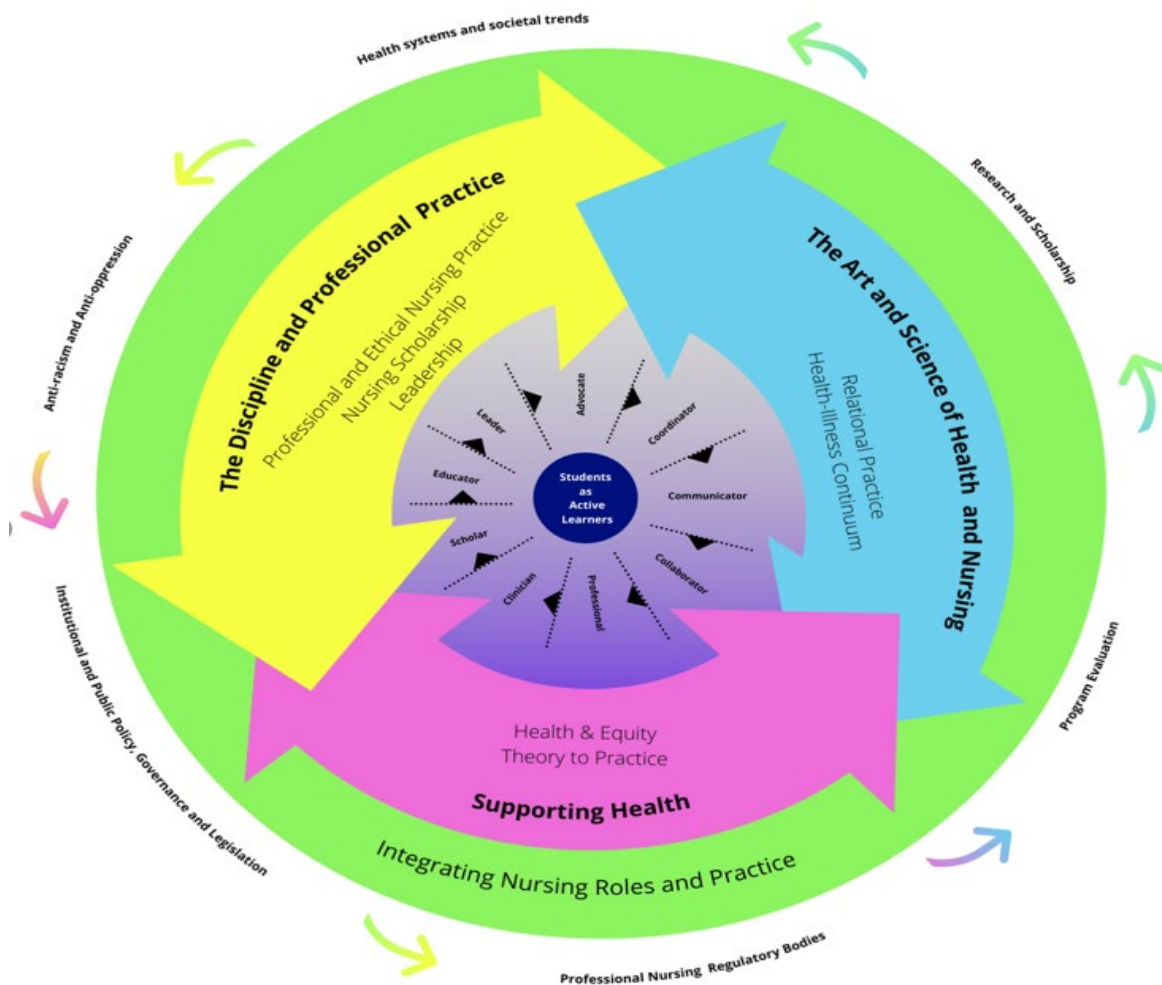 Health systems and societal trends
Research and Scholarship
Program Evaluation
Professional Nursing Regulatory Bodies
Institutional and Public Policy, Governance and Legislation
Anti-racism and Anti-oppression
The Discipline and Professional Practice
Professional and Ethical Nursing Practice
Nursing Scholarship
Leadership
The Art and Science of Health and Nursing
Relational Practice
Health-Illness Continuum
Advocate
Coordinator
Communicator
Collaborator
Professional
Clinician
Scholar
Educator
Leader
Students
as
Active
Learners
Health & Equity
Theory to Practice
Supporting Health
Integrating Nursing Roles and Practice